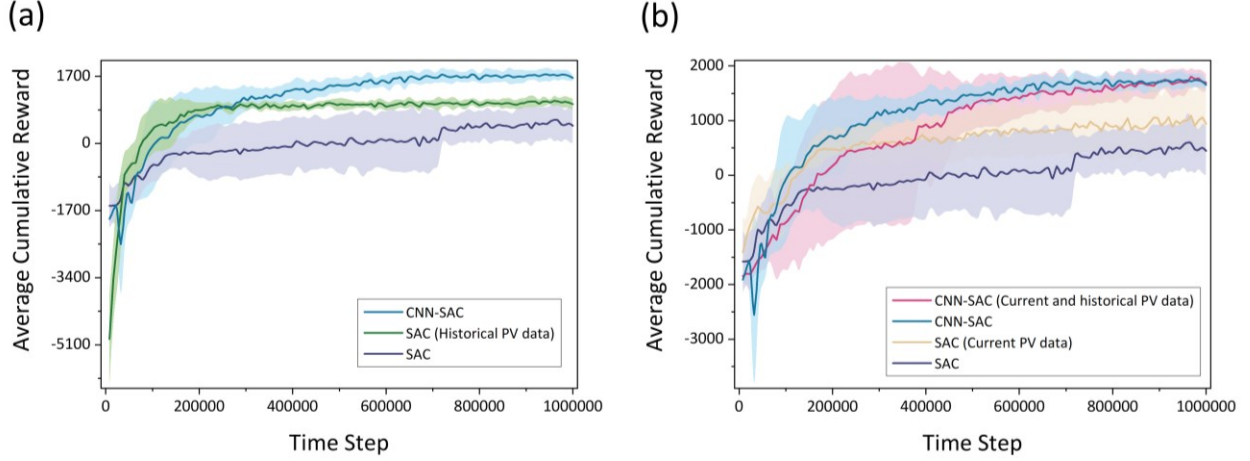 (a)
Average Cumulative Reward
1700
0
-1700
-3400
-5100
CNN-SAC
SAC (Historical PV data)
SAC
0
200000
400000
600000
800000
1000000
Time Step
(b)
Average Cumulative Reward
2000
1000
0
-1000
-2000
-3000
CNN-SAC (Current and historical PV data)
CNN-SAC
SAC (Current PV data)
SAC
0
200000
400000
600000
800000
1000000
Time Step